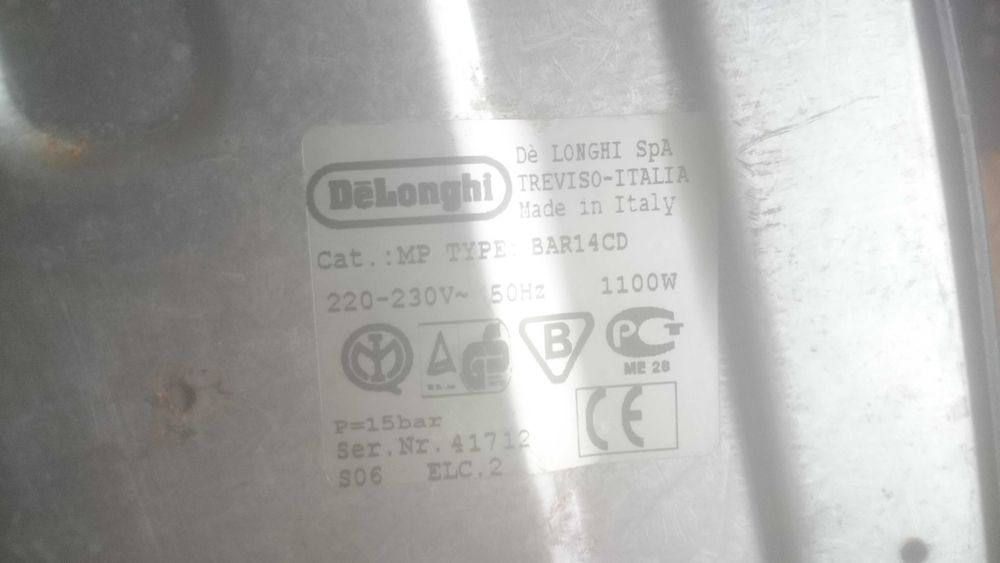 DēLonghi
Dè LONGHI SpA
TREVISO-ITALIA
Made in Italy
Cat.:MP TYPE: BAR14CD
220-230V~ 50Hz 1100W
B
PCT
ME 28
P=15bar
CE
Ser.Nr. 41712
S06 ELC.2